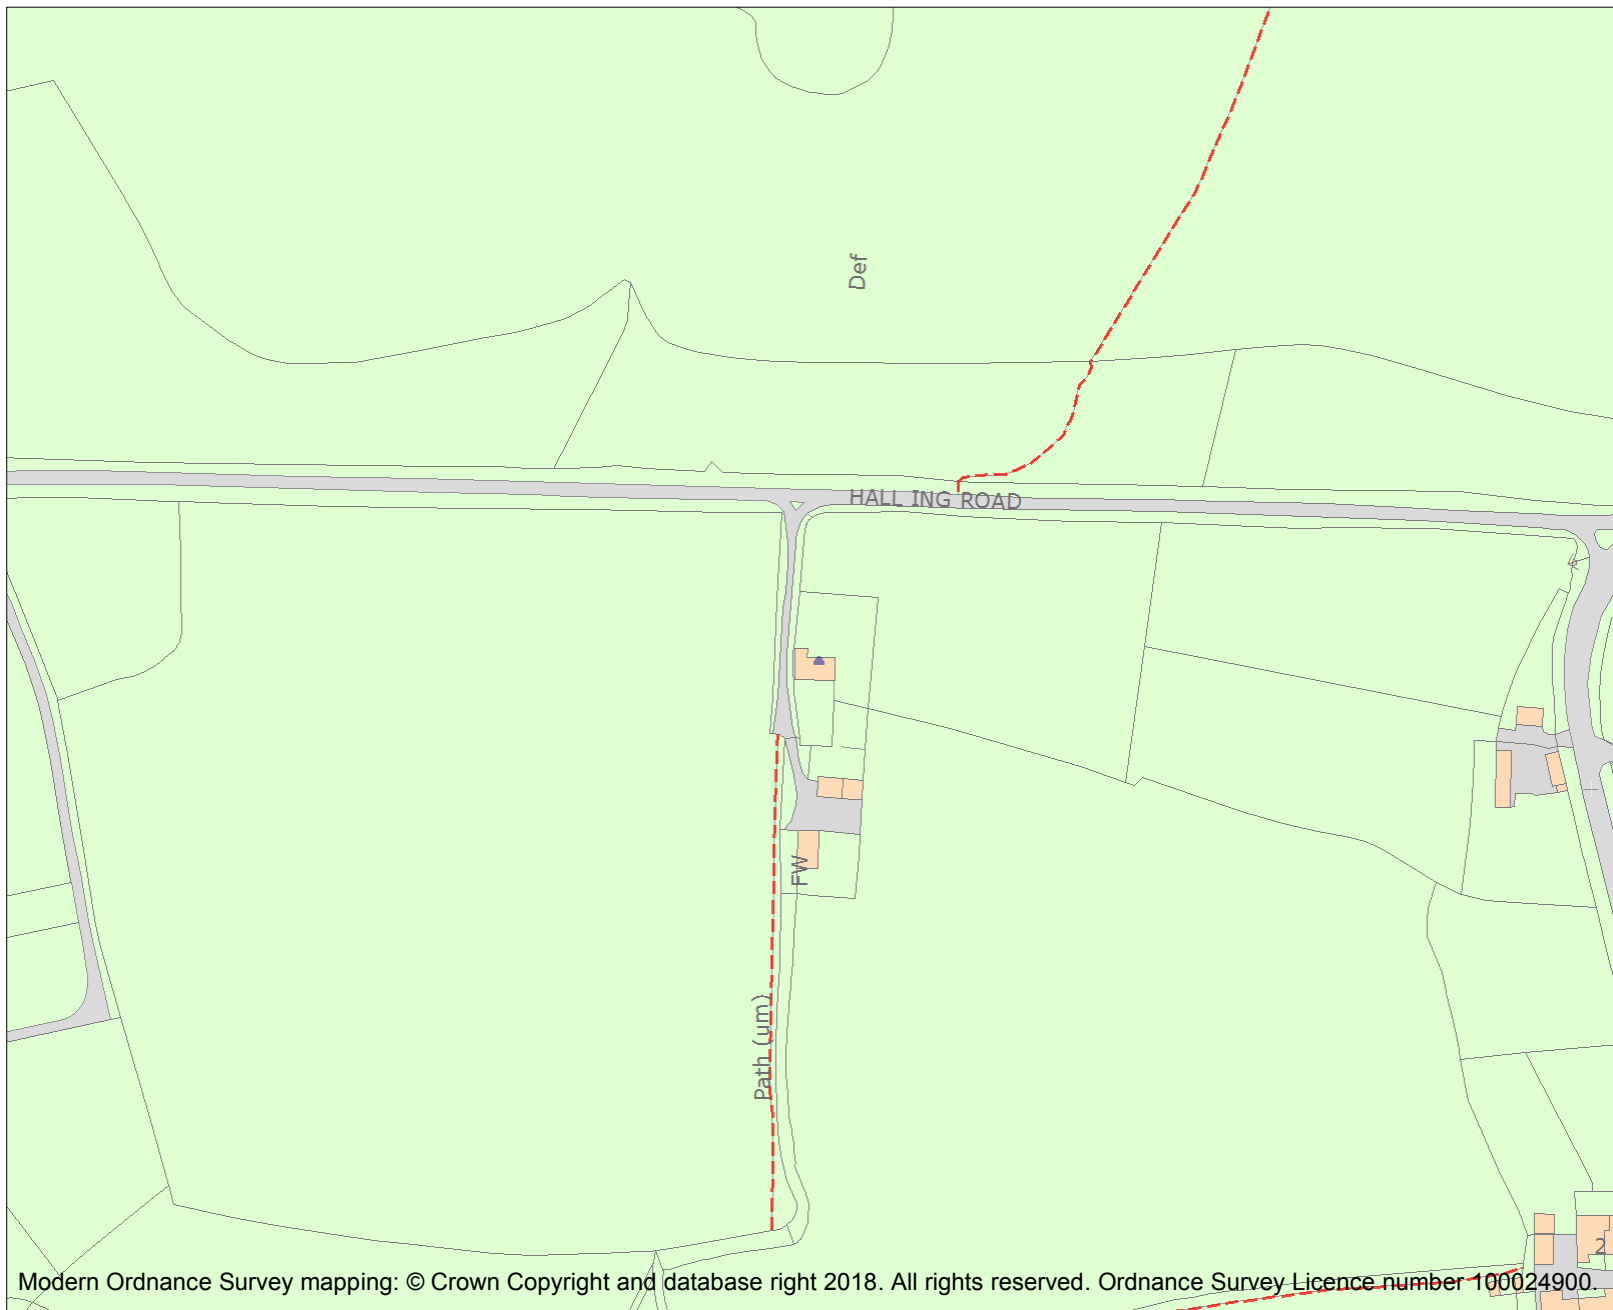 Def
HALL ING ROAD
FW
Path (um)
2
Modern Ordnance Survey mapping: © Crown Copyright and database right 2018. All rights reserved. Ordnance Survey Licence number 100024900.